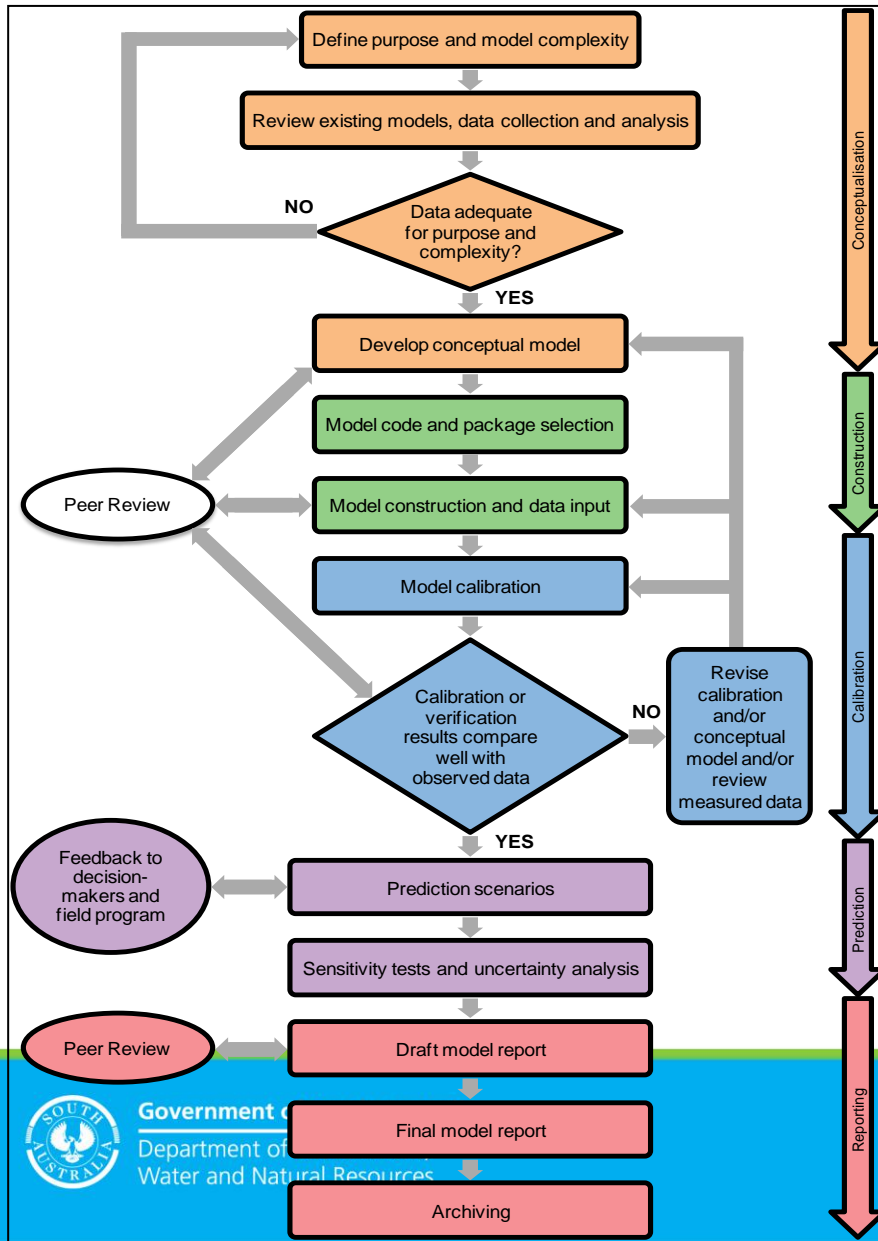 Define purpose and model complexity
Review existing models, data collection and analysis
NO
Data adequate
for purpose and
complexity?
YES
Develop conceptual model
Model code and package selection
Peer Review
Model construction and data input
Model calibration
Calibration or
verification
results compare
well with
observed data
NO
Revise
calibration
and/or
conceptual
model and/or
review
measured data
YES
Feedback to
decision-
makers and
field program
Prediction scenarios
Sensitivity tests and uncertainty analysis
Peer Review
Draft model report
Final model report
Archiving
Conceptualisation
Construction
Calibration
Prediction
Reporting
SOUTH
AUSTRALIA
Government
Department of
Water and Natural Resources